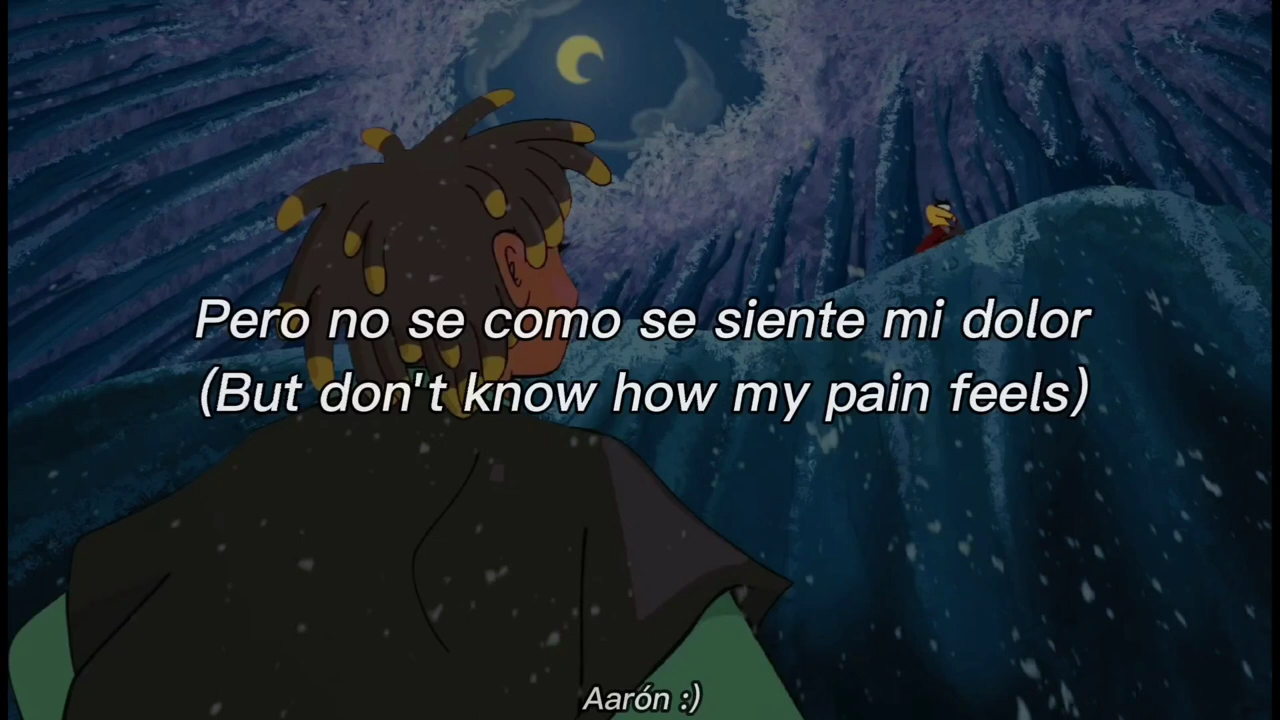 Pero no se como se siente mi dolor
(But don't know how my pain feels)
Aarón :)